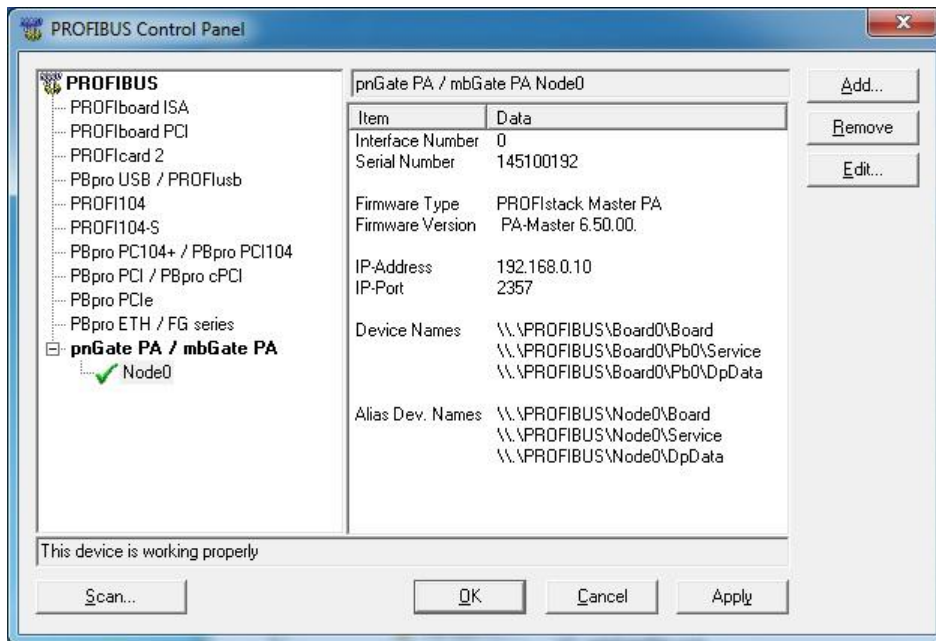 PROFIBUS Control Panel
PROFIBUS
PROFIboard ISA
PROFIboard PCI
PROFIcard 2
PBpro USB / PROFIusb
PROFI104
PROFI104-S
PBpro PC104+ / PBpro PCI104
PBpro PCI / PBpro cPCI
PBpro PCIe
PBpro ETH / FG series
pnGate PA / mbGate PA
Node0
pnGate PA / mbGate PA Node0
Item Data
Interface Number 0
Serial Number 145100192
Firmware Type PROFIstack Master PA
Firmware Version PA-Master 6.50.00.
IP-Address 192.168.0.10
IP-Port 2357
Device Names \\.\PROFIBUS\Board0\Board
\\.\PROFIBUS\Board0\Pb0\Service
\\.\PROFIBUS\Board0\Pb0\DpData
Alias Dev. Names \\.\PROFIBUS\Node0\Board
\\.\PROFIBUS\Node0\Service
\\.\PROFIBUS\Node0\DpData
Add...
Remove
Edit...
This device is working properly
Scan...
OK
Cancel
Apply